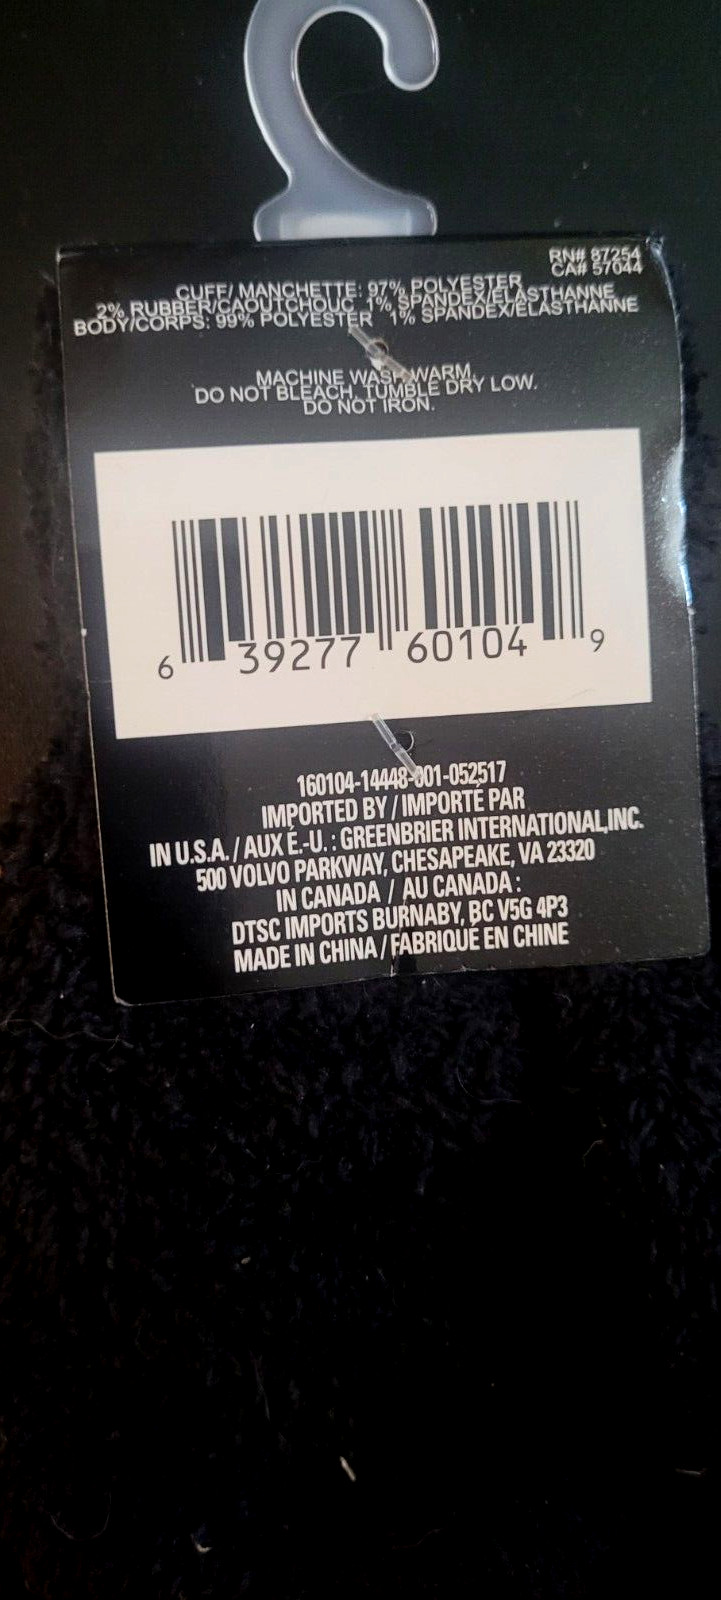 RN# 87254
CA# 57044
CUFF/ MANCHETTE: 97% POLYESTER
2% RUBBER/CAOUTCHOUC 1% SPANDEX/ÉLASTHANNE
BODY/CORPS: 99% POLYESTER 1% SPANDEX/ÉLASTHANNE
MACHINE WASH WARM.
DO NOT BLEACH. TUMBLE DRY LOW.
DO NOT IRON.
6 39277 60104 9
160104-14448-001-052517
IMPORTED BY / IMPORTÉ PAR
IN U.S.A. / AUX É.-U. : GREENBRIER INTERNATIONAL,INC.
500 VOLVO PARKWAY, CHESAPEAKE, VA 23320
IN CANADA / AU CANADA :
DTSC IMPORTS BURNABY, BC V5G 4P3
MADE IN CHINA / FABRIQUÉ EN CHINE